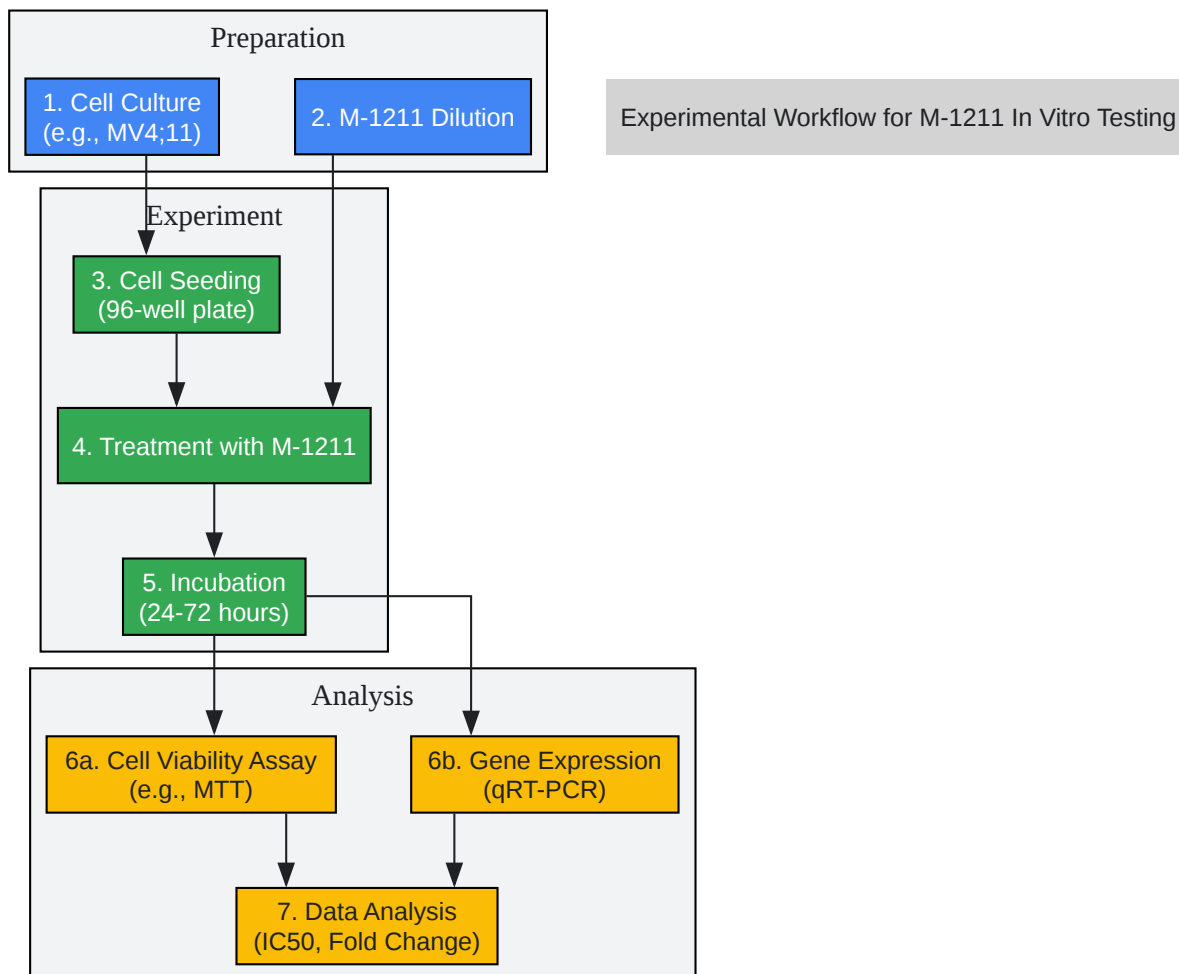 Preparation
1. Cell Culture
(e.g., MV4;11)
2. M-1211 Dilution
Experimental Workflow for M-1211 In Vitro Testing
Experiment
3. Cell Seeding
(96-well plate)
4. Treatment with M-1211
5. Incubation
(24-72 hours)
Analysis
6a. Cell Viability Assay
(e.g., MTT)
6b. Gene Expression
(qRT-PCR)
7. Data Analysis
(IC50, Fold Change)